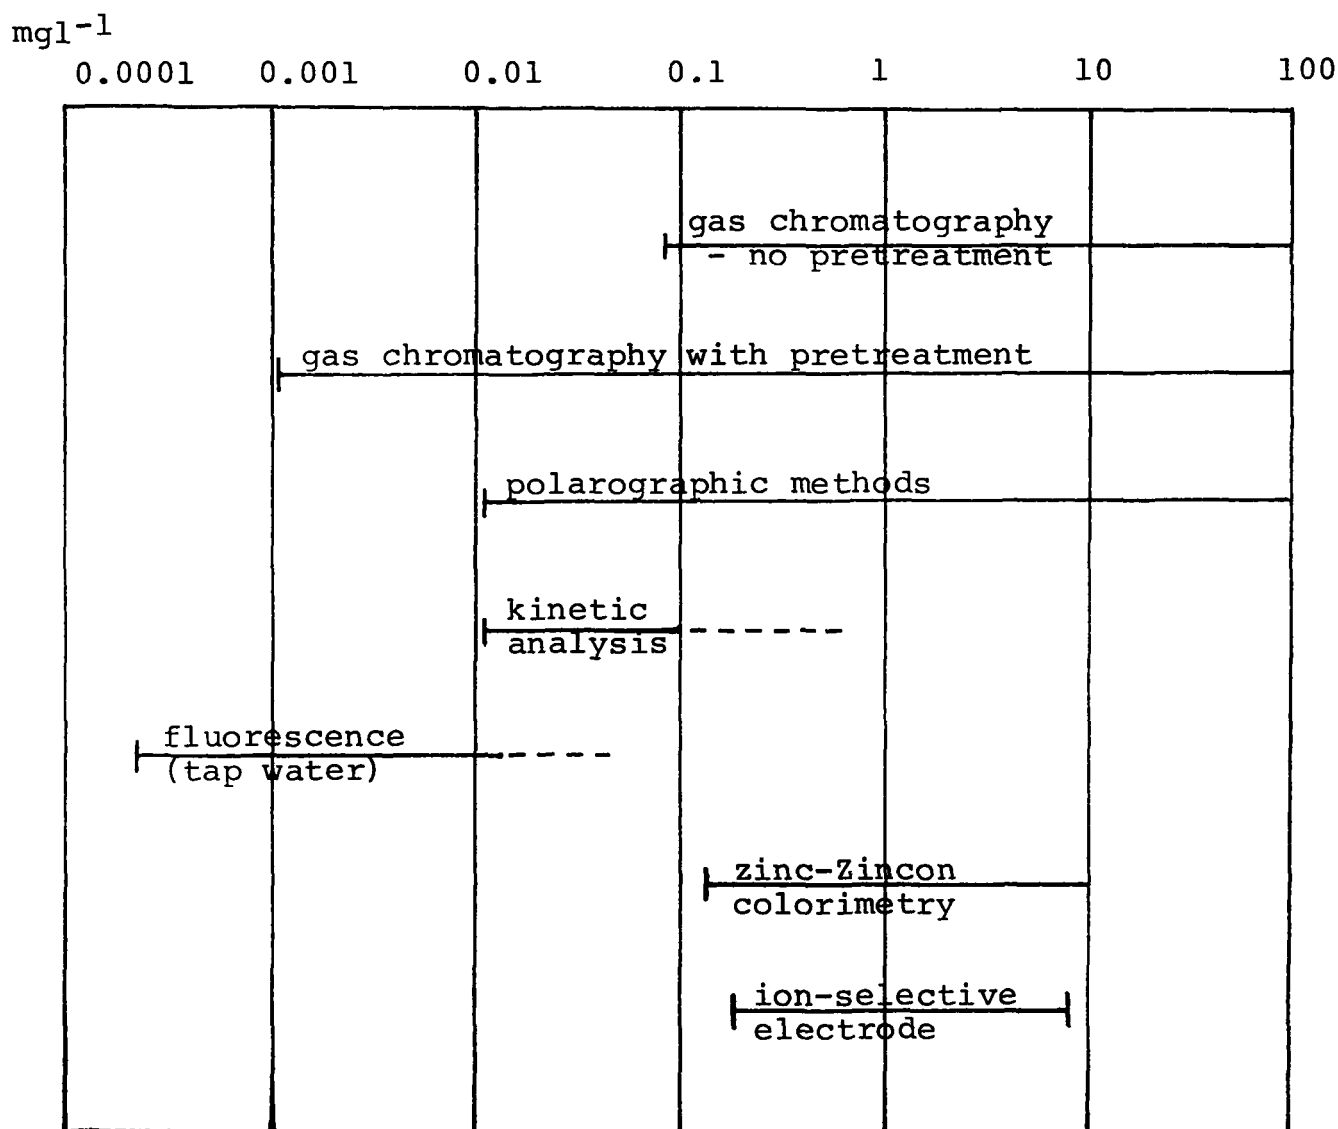 mgl-1
0.0001 0.001 0.01 0.1 1 10 100
gas chromatography
- no pretreatment
gas chromatography with pretreatment
polarographic methods
kinetic
analysis
fluorescence
(tap water)
zinc-Zincon
colorimetry
ion-selective
electrode